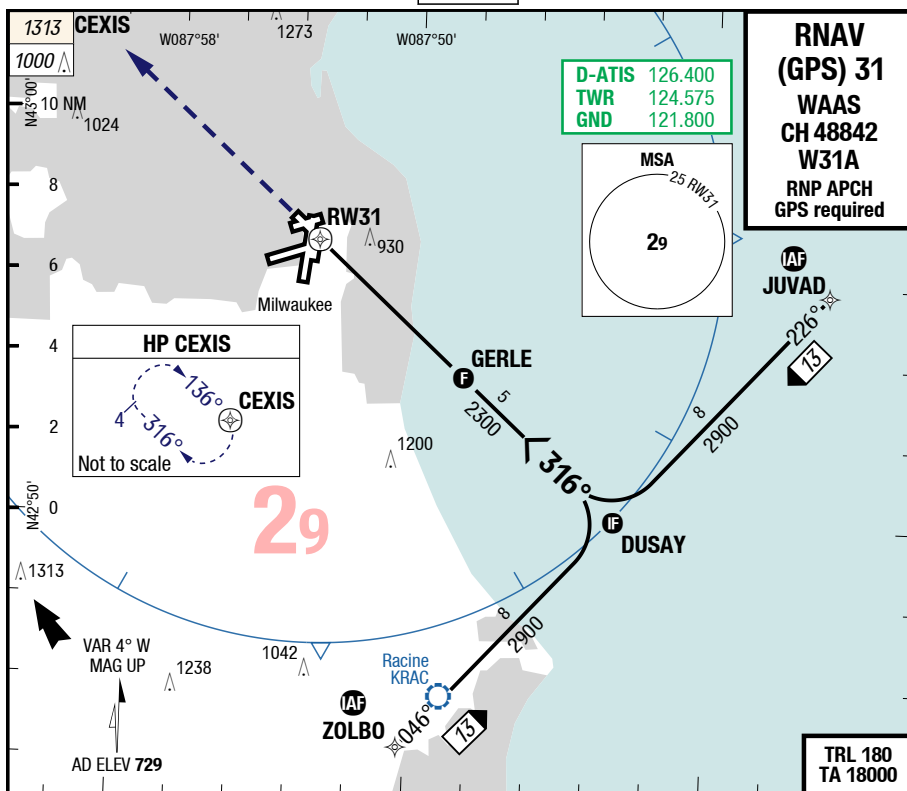 1313
CEXIS
1273
W087°58'
W087°50'
1000
N43°00'
10 NM
1024
D-ATIS 126.400
TWR 124.575
GND 121.800
RNAV
(GPS) 31
WAAS
CH 48842
W31A
RNP APCH
GPS required
MSA
25 RW31
29
8
RW31
930
6
Milwaukee
IAF
JUVAD
226°
13
HP CEXIS
136°
CEXIS
4
316°
Not to scale
4
GERLE
F
5
2300
8
2900
2
1200
316°
N42°50'
0
29
IF
DUSAY
1313
8
2900
VAR 4° W
MAG UP
1238
1042
Racine
KRAC
IAF
ZOLBO
046°
13
AD ELEV 729
TRL 180
TA 18000